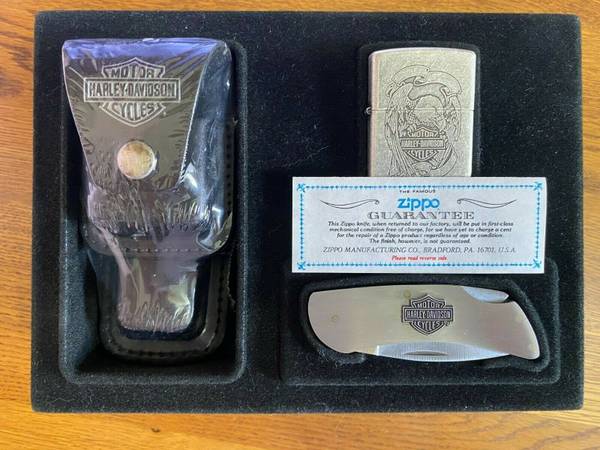 MOTOR
HARLEY-DAVIDSON
CYCLES
MOTOR
HARLEY-DAVIDSON
CYCLES
THE FAMOUS
zippo
GUARANTEE
This Zippo knife, when returned to our factory, will be put in first-class
mechanical condition free of charge, for we have yet to charge a cent
for the repair of a Zippo product regardless of age or condition.
The finish, however, is not guaranteed.
ZIPPO MANUFACTURING CO., BRADFORD, PA. 16701, U.S.A.
Please read reverse side
MOTOR
HARLEY-DAVIDSON
CYCLES